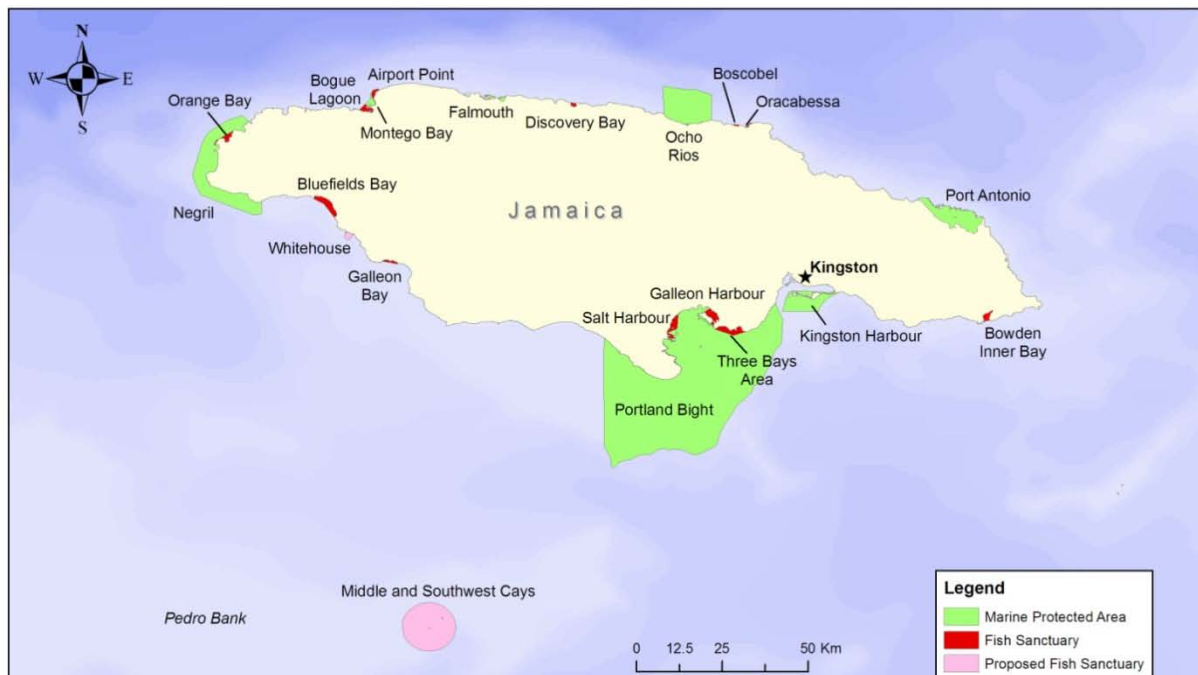 N
W
E
S
Airport Point
Bogue
Lagoon
Montego Bay
Orange Bay
Falmouth
Discovery Bay
Boscobel
Oracabessa
Ocho
Rios
Negril
Bluefields Bay
Jamaica
Port Antonio
Whitehouse
Galleon
Bay
Kingston
Galleon Harbour
Salt Harbour
Kingston Harbour
Bowden
Inner Bay
Three Bays
Area
Portland Bight
Middle and Southwest Cays
Pedro Bank
0 12.5 25 50 Km
Legend
Marine Protected Area
Fish Sanctuary
Proposed Fish Sanctuary